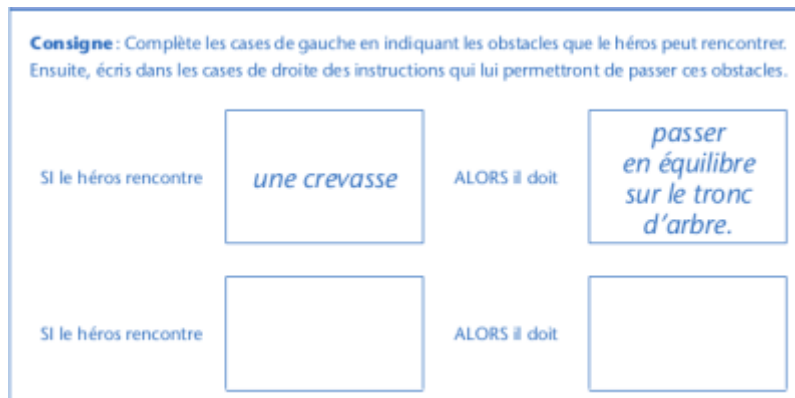 Consigne : Complète les cases de gauche en indiquant les obstacles que le héros peut rencontrer.
Ensuite, écris dans les cases de droite des instructions qui lui permettront de passer ces obstacles.
SI le héros rencontre
une crevasse
ALORS il doit
passer
en équilibre
sur le tronc
d'arbre.
SI le héros rencontre
ALORS il doit